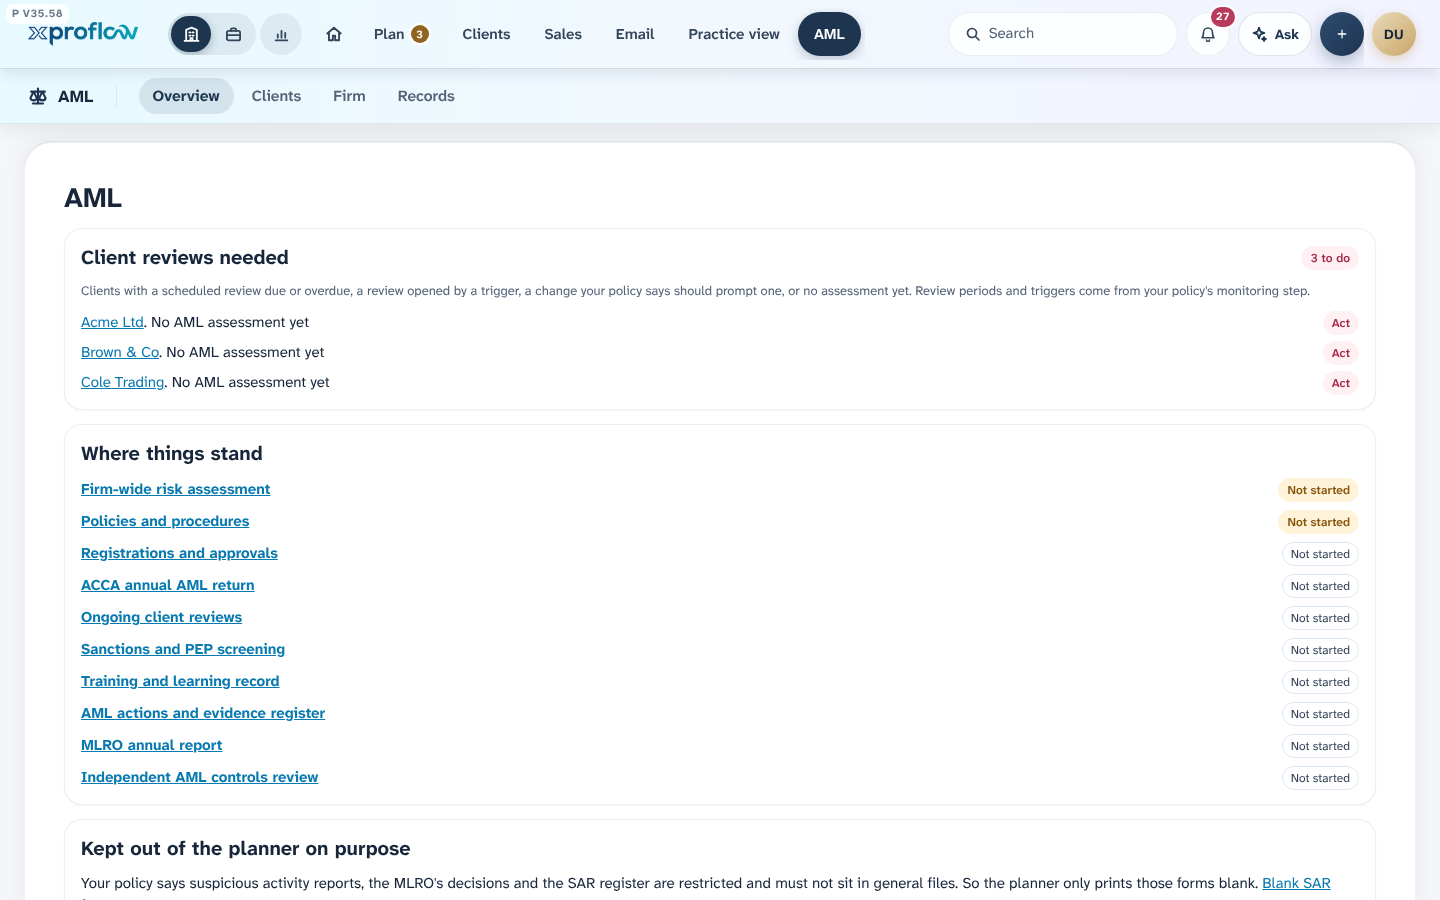 P V35.58
xproflow
Plan 3
Clients
Sales
Email
Practice view
AML
Search
27
Ask
+
DU
AML
Overview
Clients
Firm
Records
AML
Client reviews needed
3 to do
Clients with a scheduled review due or overdue, a review opened by a trigger, a change your policy says should prompt one, or no assessment yet. Review periods and triggers come from your policy's monitoring step.
Acme Ltd. No AML assessment yet
Act
Brown & Co. No AML assessment yet
Act
Cole Trading. No AML assessment yet
Act
Where things stand
Firm-wide risk assessment
Not started
Policies and procedures
Not started
Registrations and approvals
Not started
ACCA annual AML return
Not started
Ongoing client reviews
Not started
Sanctions and PEP screening
Not started
Training and learning record
Not started
AML actions and evidence register
Not started
MLRO annual report
Not started
Independent AML controls review
Not started
Kept out of the planner on purpose
Your policy says suspicious activity reports, the MLRO's decisions and the SAR register are restricted and must not sit in general files. So the planner only prints those forms blank. Blank SAR